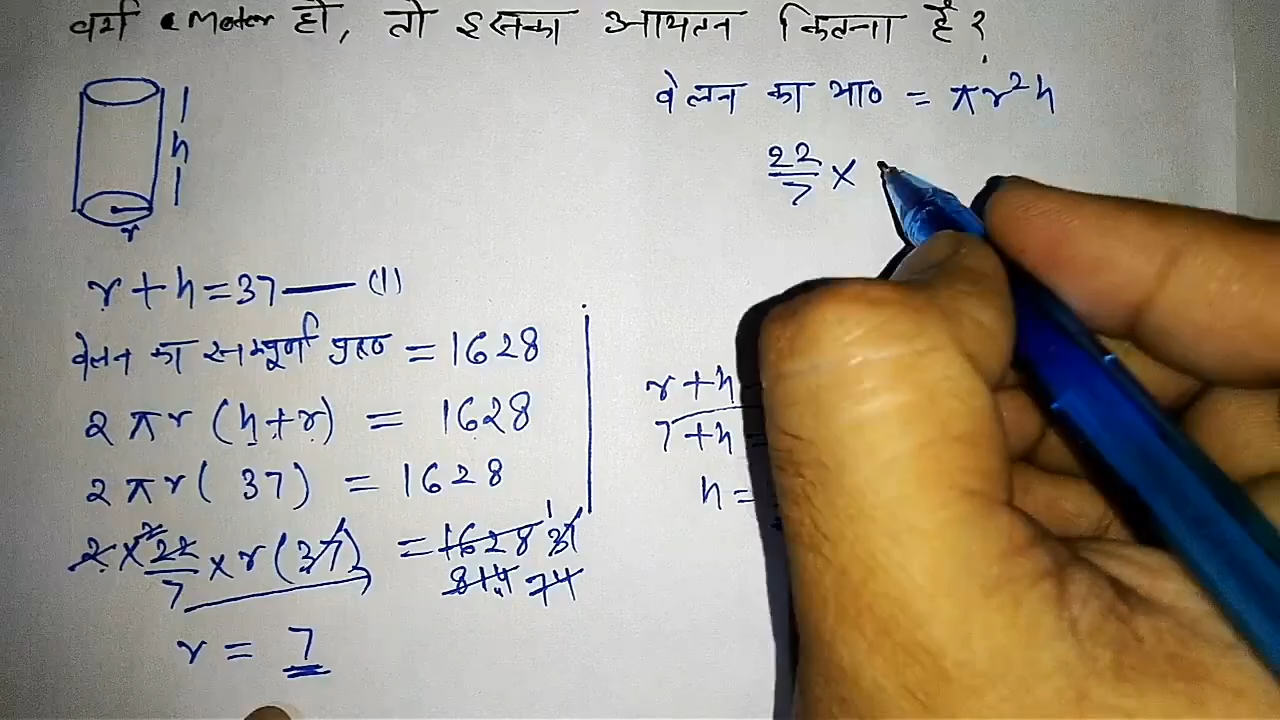 वर्ग Meter हो, तो इसका आयतन कितना है?
h
r
r + h = 37 —— (1)
बेलन का सम्पूर्ण पृ० = 1628
2πr (h+r) = 1628
2πr( 37) = 1628
2 × 22/7 × r (37) = 1628
814 74
r = 7
बेलन का आ० = πr²h
22/7 ×
r + h
7 + h =
h =